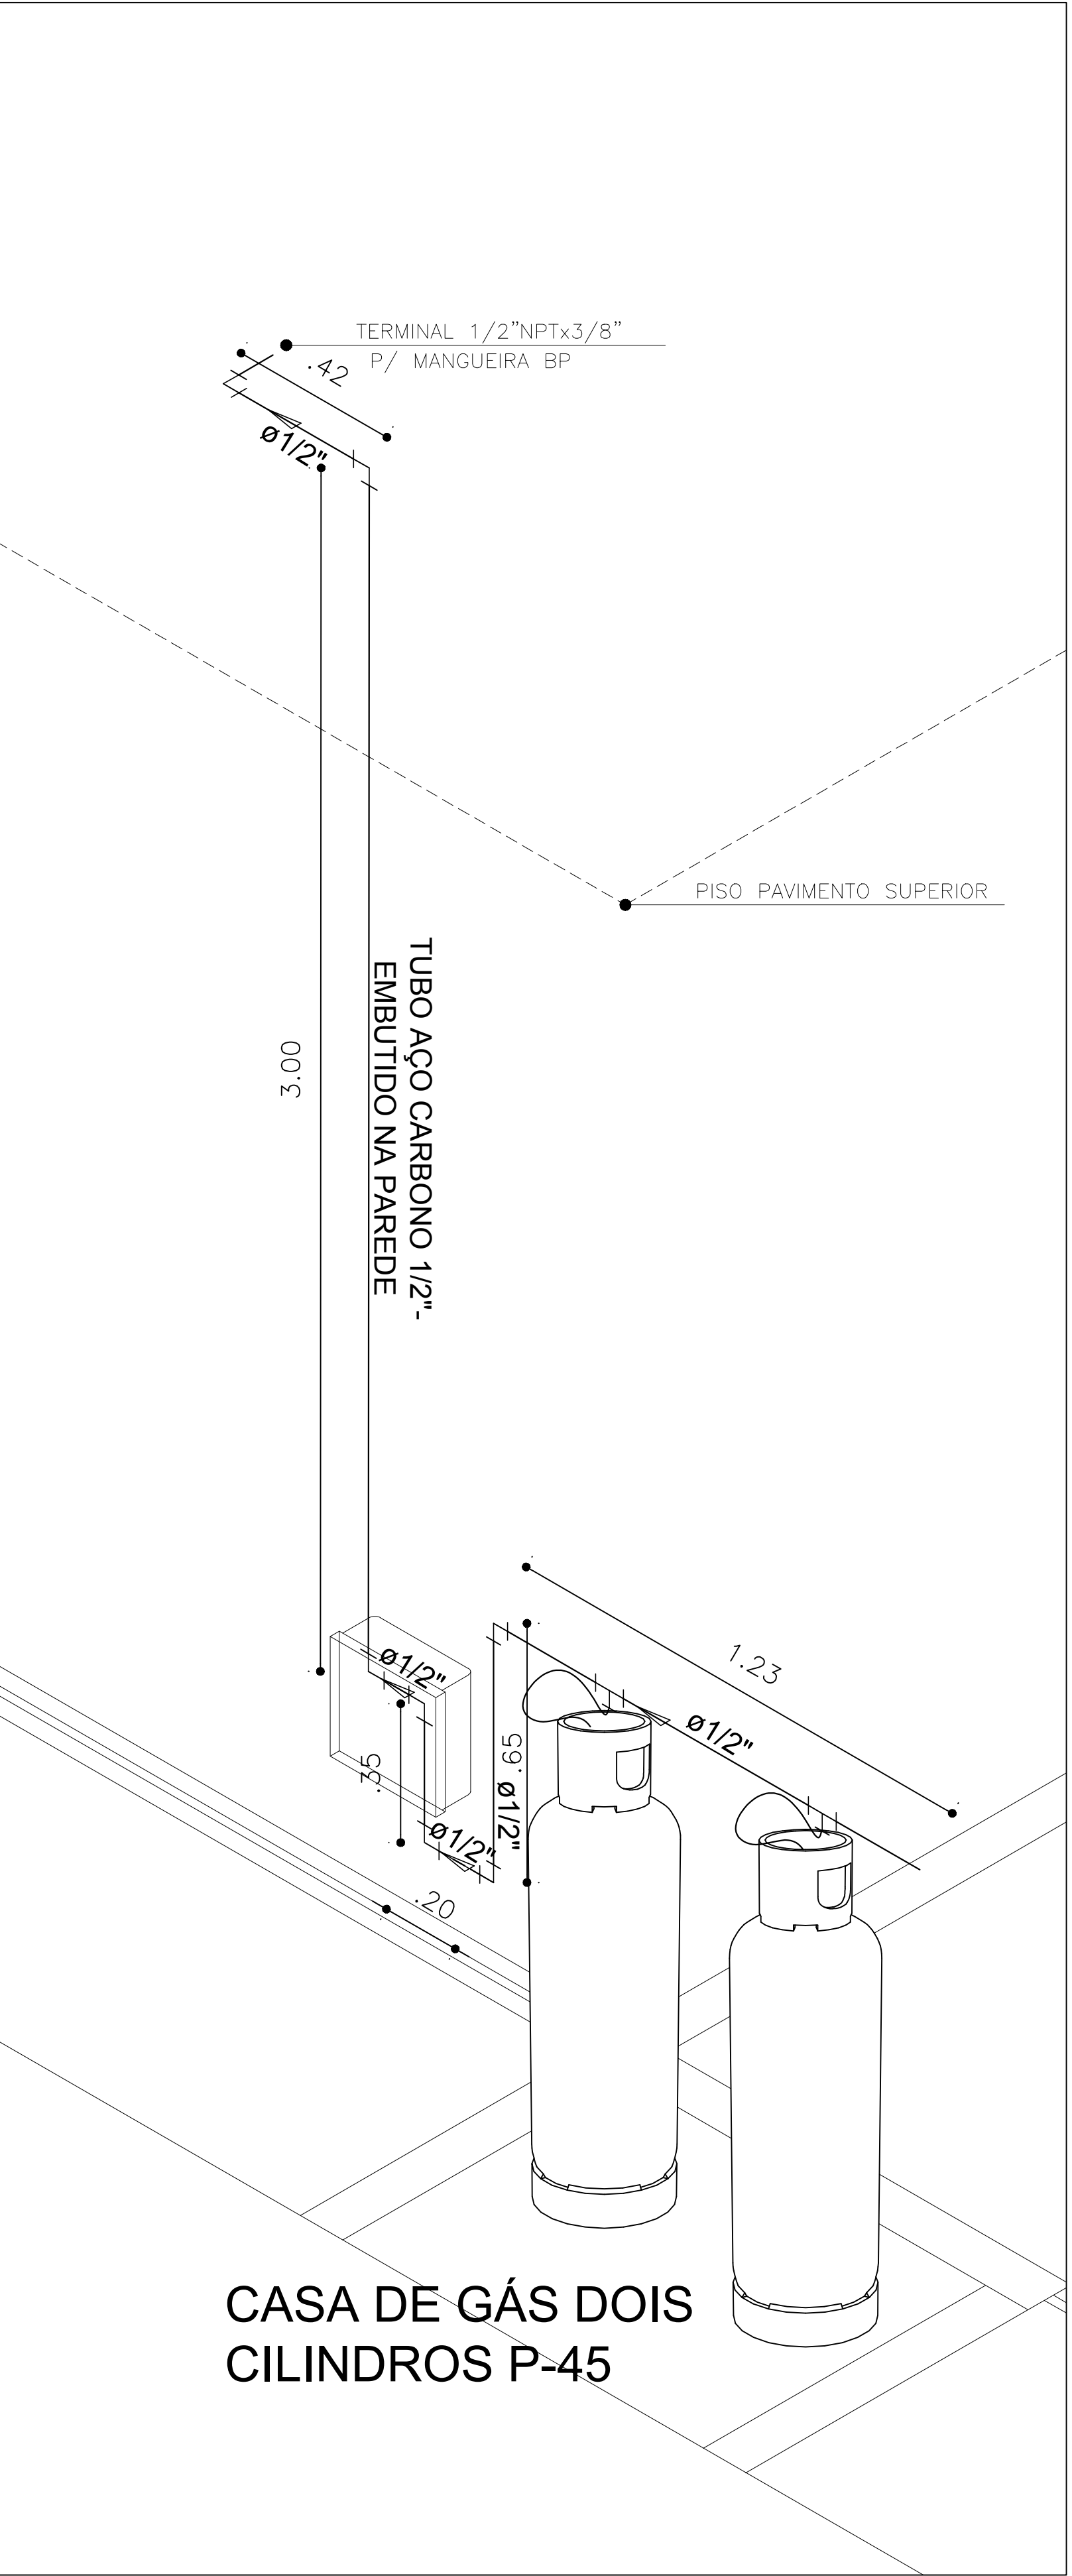 TERMINAL 1/2”NPTx3/8”
P/ MANGUEIRA BP
.42
ø1/2"
PISO PAVIMENTO SUPERIOR
TUBO AÇO CARBONO 1/2"-
EMBUTIDO NA PAREDE
3.00
1.23
ø1/2"
ø1/2"
.65
ø1/2"
.35
ø1/2"
.20
CASA DE GÁS DOIS
CILINDROS P-45